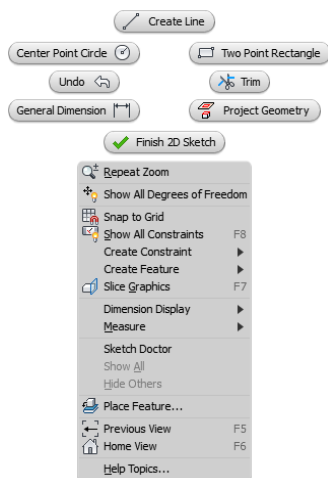 Create Line
Center Point Circle
Two Point Rectangle
Undo
Trim
General Dimension
Project Geometry
Finish 2D Sketch
Repeat Zoom
Show All Degrees of Freedom
Snap to Grid
Show All Constraints F8
Create Constraint
Create Feature
Slice Graphics F7
Dimension Display
Measure
Sketch Doctor
Show All
Hide Others
Place Feature...
Previous View F5
Home View F6
Help Topics...